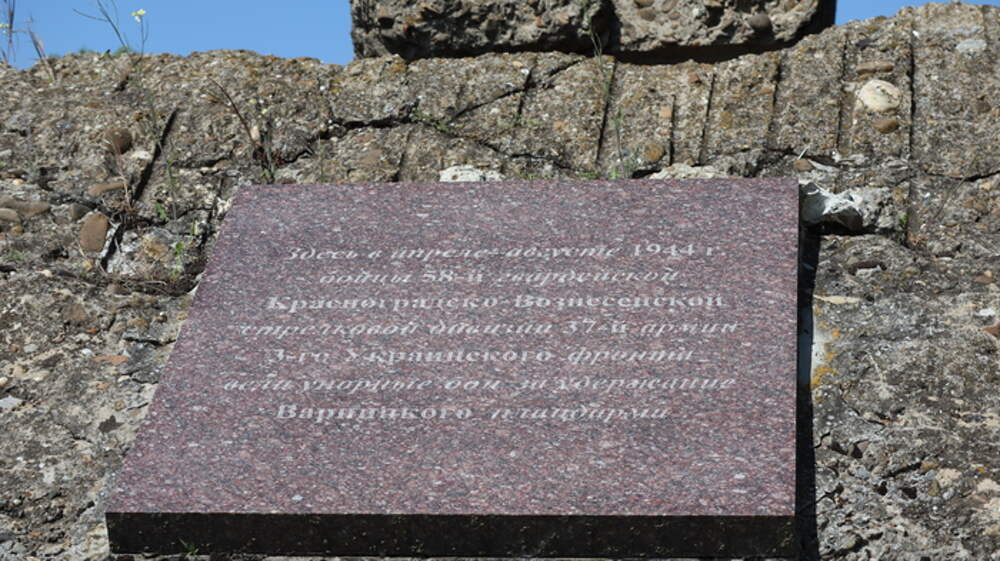 Здесь в апреле-августе 1944 г.
бойцы 58-й гвардейской
Красноградско-Вознесенской
стрелковой дивизии 37-й армии
3-го Украинского фронта
вели упорные бои за удержание
Варницкого плацдарма